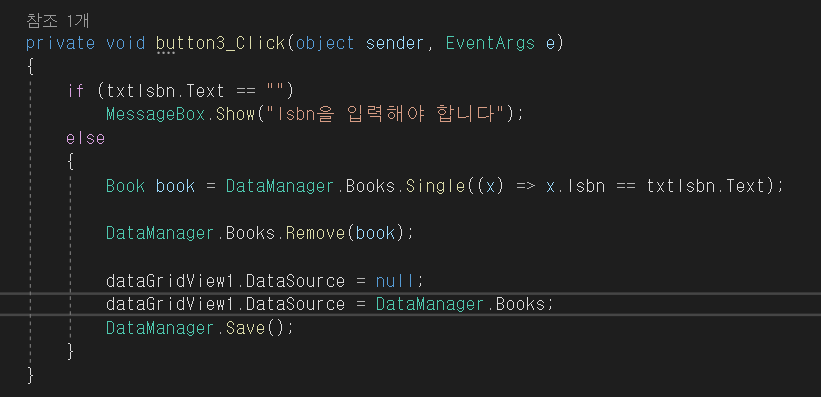 참조 1개
private void button3_Click(object sender, EventArgs e)
{
if (txtIsbn.Text == "")
MessageBox.Show("Isbn을 입력해야 합니다");
else
{
Book book = DataManager.Books.Single((x) => x.Isbn == txtIsbn.Text);
DataManager.Books.Remove(book);
dataGridView1.DataSource = null;
dataGridView1.DataSource = DataManager.Books;
DataManager.Save();
}
}